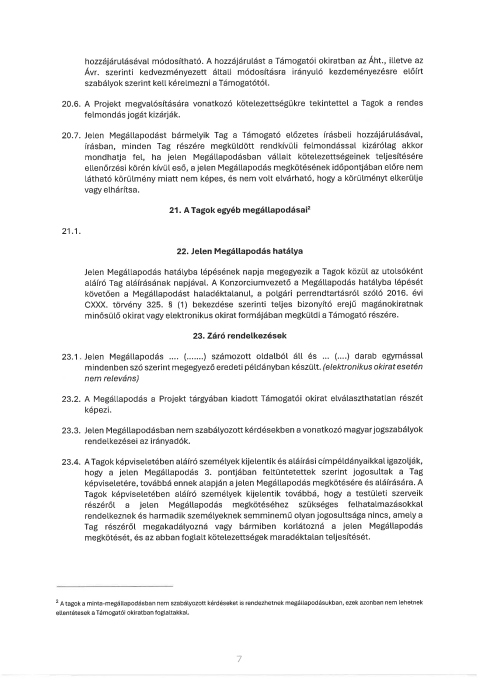 hozzájárulásával módosítható. A hozzájárulást a Támogatói okiratban az Áht., illetve az
Ávr. szerinti kedvezményezett általi módosításra irányuló kezdeményezésre előírt
szabályok szerint kell kérelmezni a Támogatótól.
20.6. A Projekt megvalósítására vonatkozó kötelezettségükre tekintettel a Tagok a rendes
felmondás jogát kizárják.
20.7. Jelen Megállapodást bármelyik Tag a Támogató előzetes írásbeli hozzájárulásával,
írásban, minden Tag részére megküldött rendkívüli felmondással kizárólag akkor
mondhatja fel, ha jelen Megállapodásban vállalt kötelezettségeinek teljesítésére
ellenőrzési körén kívül eső, a jelen Megállapodás megkötésének időpontjában előre nem
látható körülmény miatt nem képes, és nem volt elvárható, hogy a körülményt elkerülje
vagy elhárítsa.
21. A Tagok egyéb megállapodásai²
21.1.
22. Jelen Megállapodás hatálya
Jelen Megállapodás hatályba lépésének napja megegyezik a Tagok közül az utolsóként
aláíró Tag aláírásának napjával. A Konzorciumvezető a Megállapodás hatályba lépését
követően a Megállapodást haladéktalanul, a polgári perrendtartásról szóló 2016. évi
CXXX. törvény 325. § (1) bekezdése szerinti teljes bizonyító erejű magánokiratnak
minősülő okirat vagy elektronikus okirat formájában megküldi a Támogató részére.
23. Záró rendelkezések
23.1. Jelen Megállapodás .... (.......) számozott oldalból áll és ... (....) darab egymással
mindenben szó szerint megegyező eredeti példányban készült. (elektronikus okirat esetén
nem releváns)
23.2. A Megállapodás a Projekt tárgyában kiadott Támogatói okirat elválaszthatatlan részét
képezi.
23.3. Jelen Megállapodásban nem szabályozott kérdésekben a vonatkozó magyar jogszabályok
rendelkezései az irányadók.
23.4. A Tagok képviseletében aláíró személyek kijelentik és aláírási címpéldányaikkal igazolják,
hogy a jelen Megállapodás 3. pontjában feltüntetettek szerint jogosultak a Tag
képviseletére, továbbá ennek alapján a jelen Megállapodás megkötésére és aláírására. A
Tagok képviseletében aláíró személyek kijelentik továbbá, hogy a testületi szerveik
részéről a jelen Megállapodás megkötéséhez szükséges felhatalmazásokkal
rendelkeznek és harmadik személyeknek semminemű olyan jogosultsága nincs, amely a
Tag részéről megakadályozná vagy bármiben korlátozná a jelen Megállapodás
megkötését, és az abban foglalt kötelezettségek maradéktalan teljesítését.
² A tagok a minta-megállapodásban nem szabályozott kérdéseket is rendezhetnek megállapodásukban, ezek azonban nem lehetnek
ellentétesek a Támogatói okiratban foglaltakkal.
7